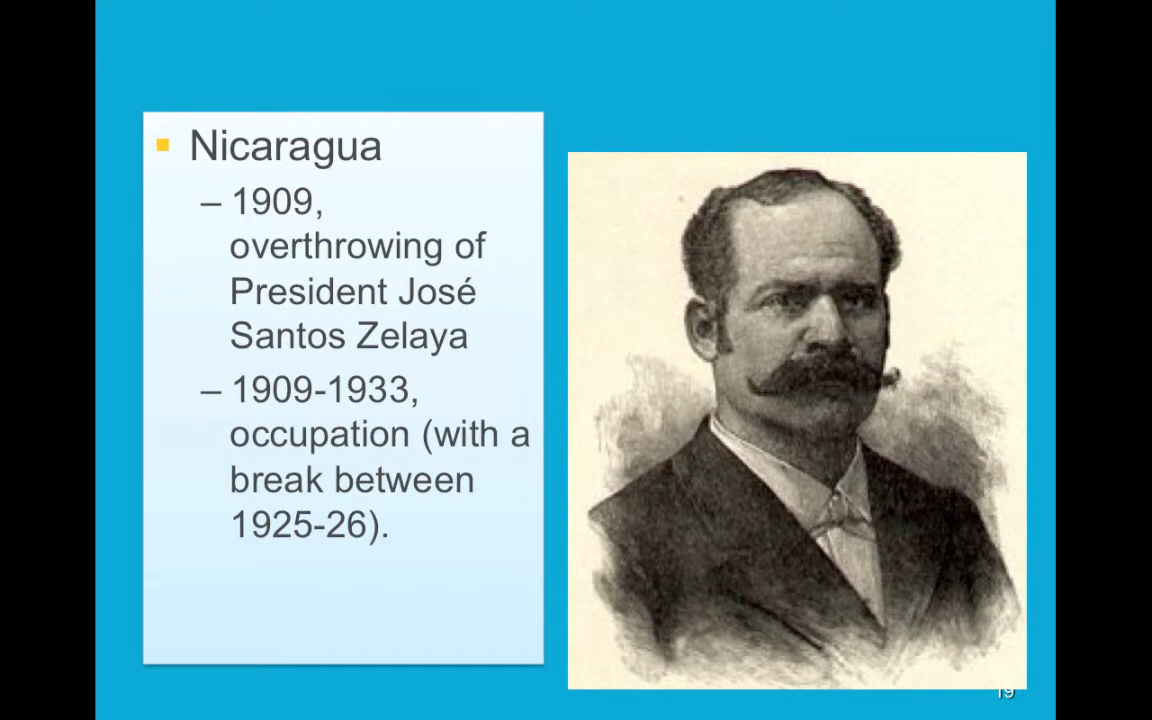 Nicaragua
– 1909,
overthrowing of
President José
Santos Zelaya
– 1909-1933,
occupation (with a
break between
1925-26).
19